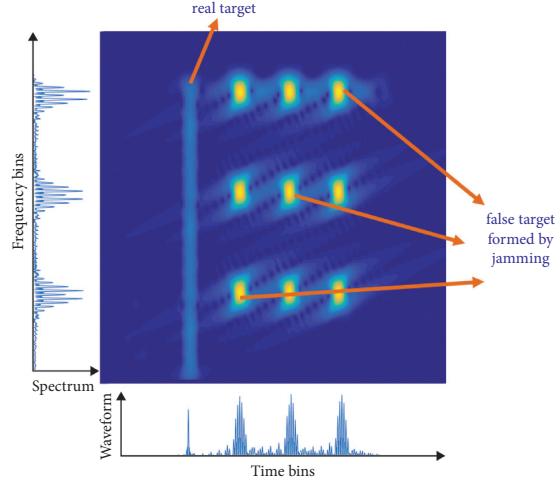 real target
Frequency bins
false target
formed by
jamming
Spectrum
Waveform
Time bins